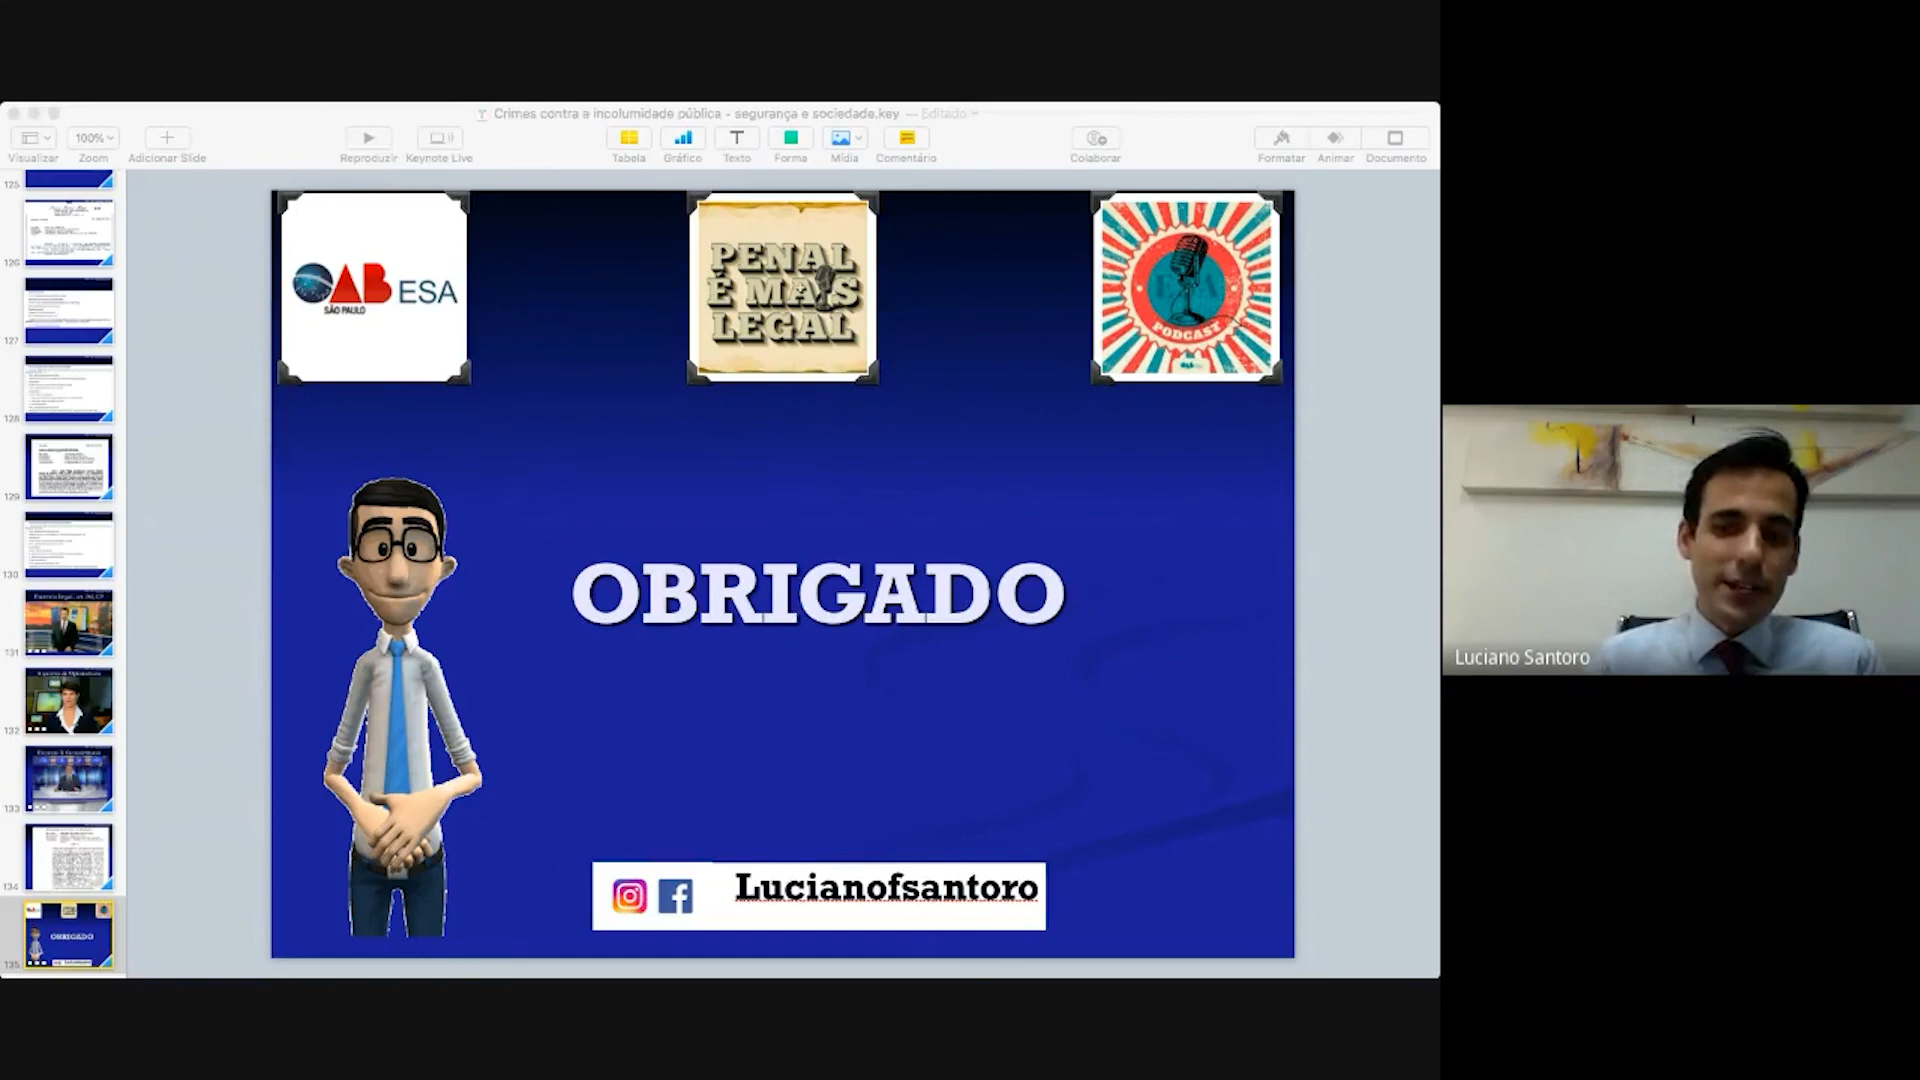 Crimes contra a incolumidade pública - segurança e sociedade.key — Editado
100%
Visualizar Zoom Adicionar Slide Reproduzir Keynote Live Tabela Gráfico Texto Forma Mídia Comentário Colaborar Formatar Animar Documento
125
126
127
128
129
130
131
132
133
134
135
OAB ESA
SÃO PAULO
PENAL
É MAIS
LEGAL
PODCAST
OBRIGADO
Lucianofsantoro
OBRIGADO
Luciano Santoro